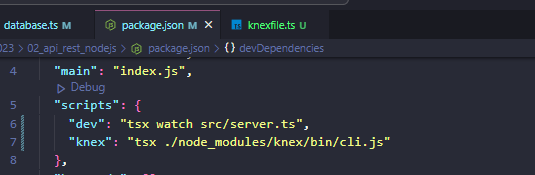 database.ts M
package.json M
knexfile.ts U
023 > 02_api_rest_nodejs > package.json > { } devDependencies
4 "main": "index.js",
Debug
5 "scripts": {
6 "dev": "tsx watch src/server.ts",
7 "knex": "tsx ./node_modules/knex/bin/cli.js"
8 },